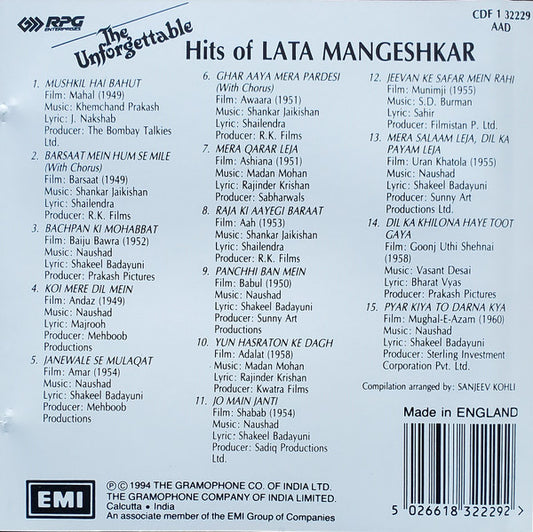 RPG
ENTERPRISES
CDF 1 32229
AAD
The
Unforgettable
Hits of LATA MANGESHKAR
1. MUSHKIL HAI BAHUT
Film: Mahal (1949)
Music: Khemchand Prakash
Lyric: J. Nakshab
Producer: The Bombay Talkies
Ltd.
2. BARSAAT MEIN HUM SE MILE
(With Chorus)
Film: Barsaat (1949)
Music: Shankar Jaikishan
Lyric: Shailendra
Producer: R.K. Films
3. BACHPAN KI MOHABBAT
Film: Baiju Bawra (1952)
Music: Naushad
Lyric: Shakeel Badayuni
Producer: Prakash Pictures
4. KOI MERE DIL MEIN
Film: Andaz (1949)
Music: Naushad
Lyric: Majrooh
Producer: Mehboob
Productions
5. JANEWALE SE MULAQAT
Film: Amar (1954)
Music: Naushad
Lyric: Shakeel Badayuni
Producer: Mehboob
Productions
6. GHAR AAYA MERA PARDESI
(With Chorus)
Film: Awaara (1951)
Music: Shankar Jaikishan
Lyric: Shailendra
Producer: R.K. Films
7. MERA QARAR LEJA
Film: Ashiana (1951)
Music: Madan Mohan
Lyric: Rajinder Krishan
Producer: Sabharwals
8. RAJA KI AAYEGI BARAAT
Film: Aah (1953)
Music: Shankar Jaikishan
Lyric: Shailendra
Producer: R.K. Films
9. PANCHHI BAN MEIN
Film: Babul (1950)
Music: Naushad
Lyric: Shakeel Badayuni
Producer: Sunny Art
Productions
10. YUN HASRATON KE DAGH
Film: Adalat (1958)
Music: Madan Mohan
Lyric: Rajinder Krishan
Producer: Kwatra Films
11. JO MAIN JANTI
Film: Shabab (1954)
Music: Naushad
Lyric: Shakeel Badayuni
Producer: Sadiq Productions
Ltd.
12. JEEVAN KE SAFAR MEIN RAHI
Film: Munimji (1955)
Music: S.D. Burman
Lyric: Sahir
Producer: Filmistan P. Ltd.
13. MERA SALAAM LEJA, DIL KA
PAYAM LEJA
Film: Uran Khatola (1955)
Music: Naushad
Lyric: Shakeel Badayuni
Producer: Sunny Art
Productions Ltd.
14. DIL KA KHILONA HAYE TOOT
GAYA
Film: Goonj Uthi Shehnai
(1958)
Music: Vasant Desai
Lyric: Bharat Vyas
Producer: Prakash Pictures
15. PYAR KIYA TO DARNA KYA
Film: Mughal-E-Azam (1960)
Music: Naushad
Lyric: Shakeel Badayuni
Producer: Sterling Investment
Corporation Pvt. Ltd.
Compilation arranged by: SANJEEV KOHLI
Made in ENGLAND
5 026618 322292 >
EMI
Ⓟ © 1994 THE GRAMOPHONE CO. OF INDIA LTD.
THE GRAMOPHONE COMPANY OF INDIA LIMITED.
Calcutta • India
An associate member of the EMI Group of Companies